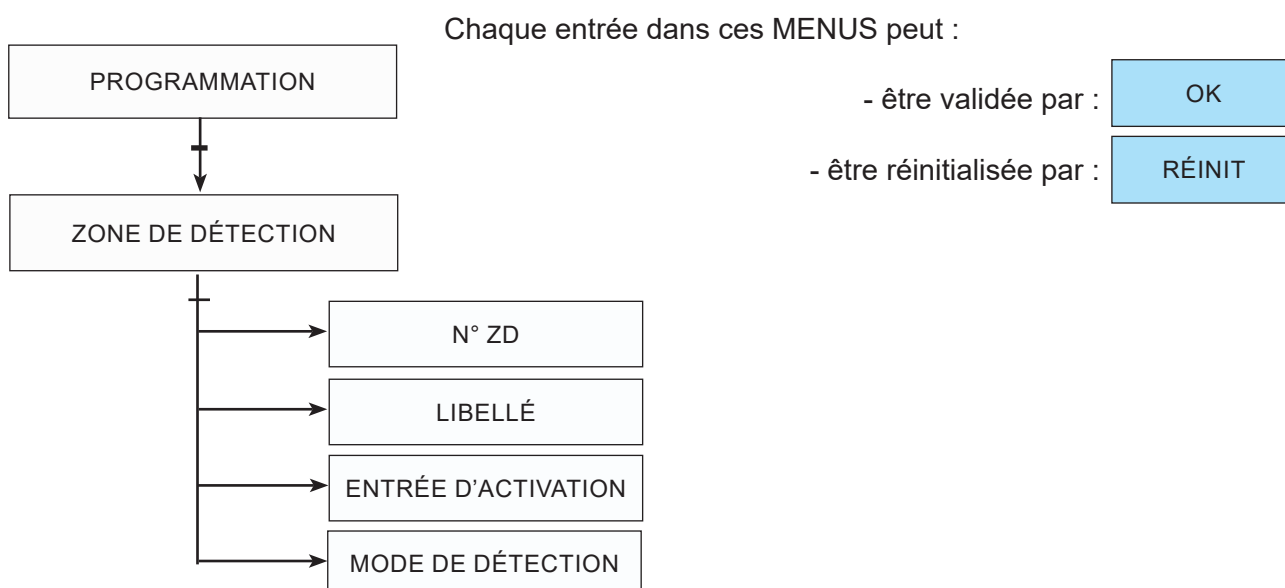 Chaque entrée dans ces MENUS peut :
PROGRAMMATION
- être validée par :
OK
- être réinitialisée par :
RÉINIT
ZONE DE DÉTECTION
N° ZD
LIBELLÉ
ENTRÉE D’ACTIVATION
MODE DE DÉTECTION